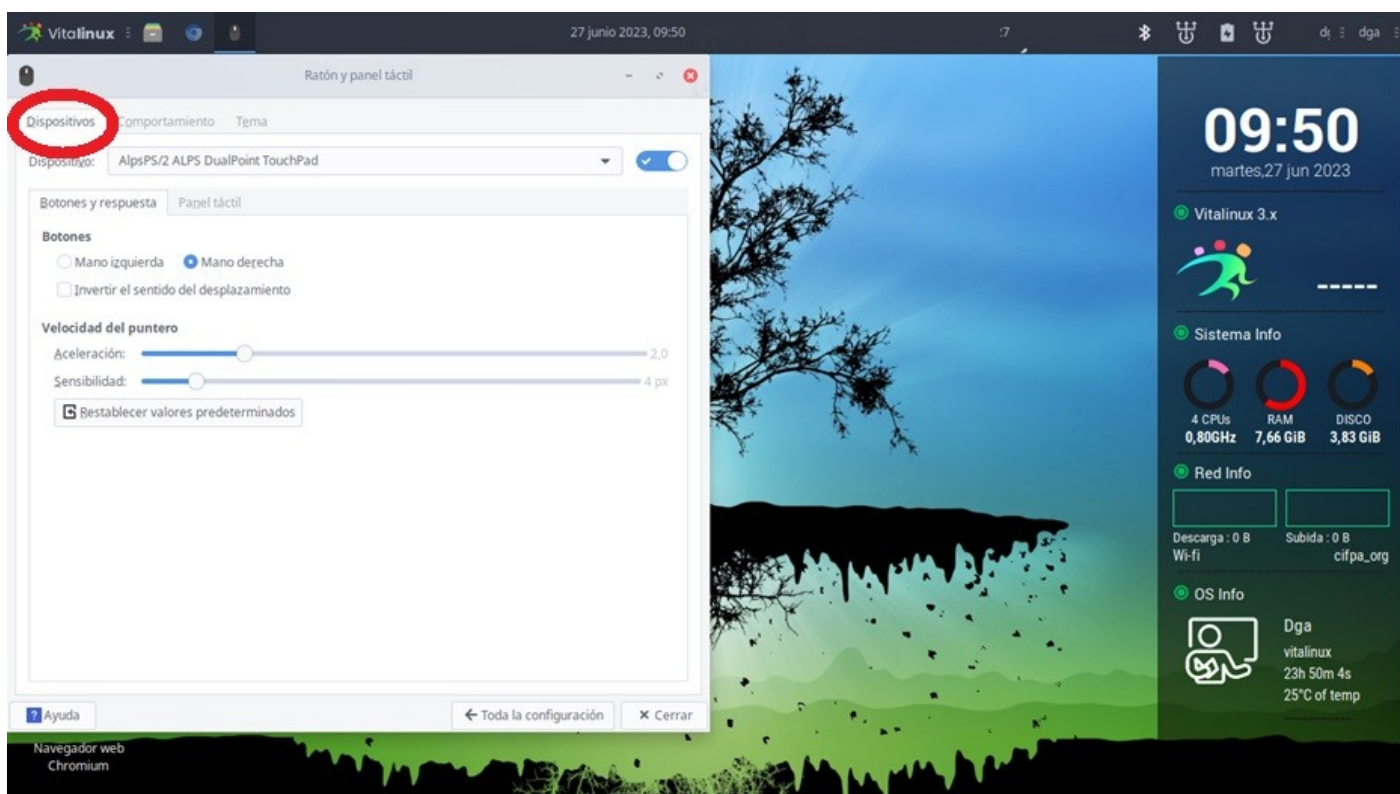 Vitalinux
27 junio 2023, 09:50
:7
dga
Ratón y panel táctil
Dispositivos Comportamiento Tema
Dispositivo: AlpsPS/2 ALPS DualPoint TouchPad
Botones y respuesta Panel táctil
Botones
Mano izquierda Mano derecha
Invertir el sentido del desplazamiento
Velocidad del puntero
Aceleración: 2,0
Sensibilidad: 4 px
Restablecer valores predeterminados
? Ayuda
Toda la configuración
Cerrar
Navegador web
Chromium
09:50
martes,27 jun 2023
Vitalinux 3.x
-----
Sistema Info
4 CPUs RAM DISCO
0,80GHz 7,66 GiB 3,83 GiB
Red Info
Descarga : 0 B Subida : 0 B
Wi-fi cifpa_org
OS Info
Dga
vitalinux
23h 50m 4s
25°C of temp